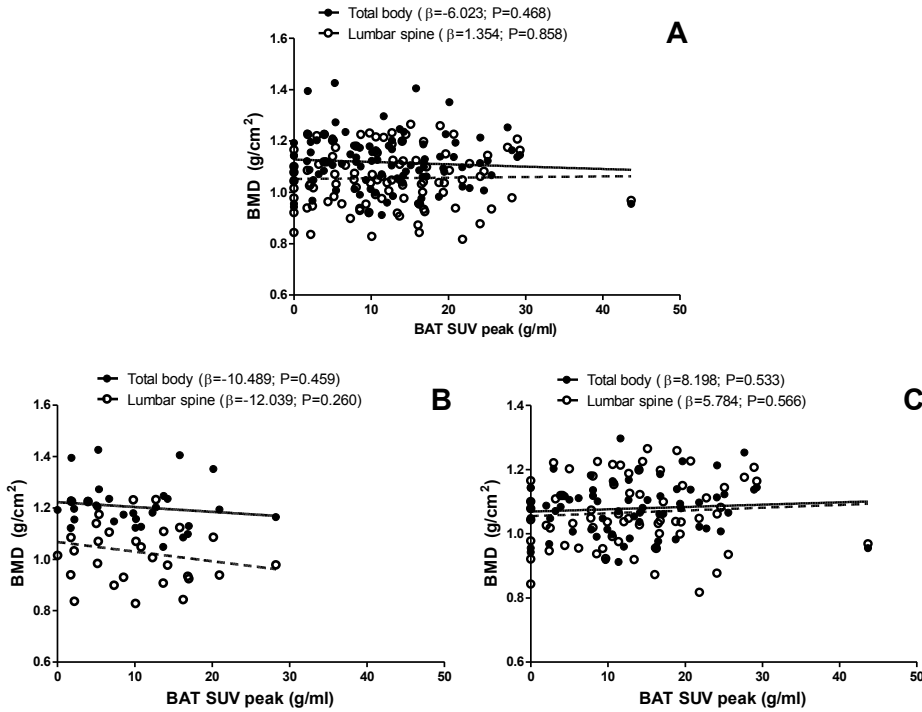 Total body (β=-6.023; P=0.468)
Lumbar spine (β=1.354; P=0.858)
A
1.6
1.4
1.2
1.0
0.8
0.6
BMD (g/cm²)
0 10 20 30 40 50
BAT SUV peak (g/ml)
Total body (β=-10.489; P=0.459)
Lumbar spine (β=-12.039; P=0.260)
B
1.6
1.4
1.2
1.0
0.8
0.6
BMD (g/cm²)
0 10 20 30 40 50
BAT SUV peak (g/ml)
Total body (β=8.198; P=0.533)
Lumbar spine (β=5.784; P=0.566)
C
1.4
1.2
1.0
0.8
0.6
BMD (g/cm²)
0 10 20 30 40 50
BAT SUV peak (g/ml)